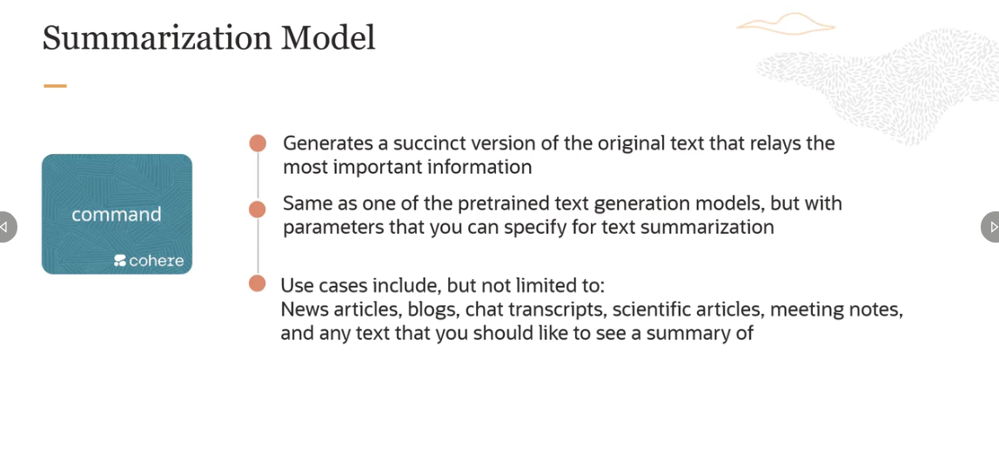 Summarization Model
command
cohere
Generates a succinct version of the original text that relays the
most important information
Same as one of the pretrained text generation models, but with
parameters that you can specify for text summarization
Use cases include, but not limited to:
News articles, blogs, chat transcripts, scientific articles, meeting notes,
and any text that you should like to see a summary of